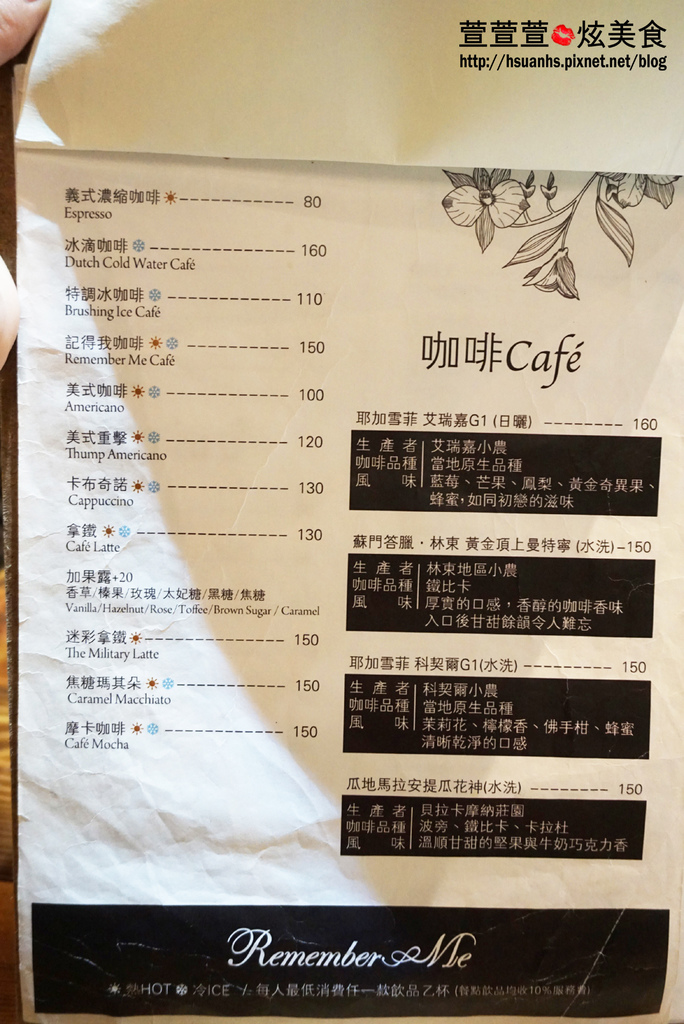 萱萱萱 炫美食
http://hsuanhs.pixnet.net/blog
義式濃縮咖啡 80
Espresso
冰滴咖啡 160
Dutch Cold Water Café
特調冰咖啡 110
Brushing Ice Café
記得我咖啡 150
Remember Me Café
美式咖啡 100
Americano
美式重擊 120
Thump Americano
卡布奇諾 130
Cappuccino
拿鐵 130
Café Latte
加果露+20
香草/榛果/玫瑰/太妃糖/黑糖/焦糖
Vanilla/Hazelnut/Rose/Toffee/Brown Sugar / Caramel
迷彩拿鐵 150
The Military Latte
焦糖瑪其朵 150
Caramel Macchiato
摩卡咖啡 150
Café Mocha
咖啡Café
耶加雪菲 艾瑞嘉G1 (日曬) 160
生產者 艾瑞嘉小農
咖啡品種 當地原生品種
風味 藍莓、芒果、鳳梨、黃金奇異果、
蜂蜜,如同初戀的滋味
蘇門答臘・林東 黃金頂上曼特寧 (水洗) 150
生產者 林東地區小農
咖啡品種 鐵比卡
風味 厚實的口感，香醇的咖啡香味
入口後甘甜餘韻令人難忘
耶加雪菲 科契爾G1(水洗) 150
生產者 科契爾小農
咖啡品種 當地原生品種
風味 茉莉花、檸檬香、佛手柑、蜂蜜
清晰乾淨的口感
瓜地馬拉安提瓜花神(水洗) 150
生產者 貝拉卡摩納莊園
咖啡品種 波旁、鐵比卡、卡拉杜
風味 溫順甘甜的堅果與牛奶巧克力香
Remember Me
熱HOT 冷ICE / 每人最低消費任一款飲品乙杯 (餐點飲品均收10%服務費)